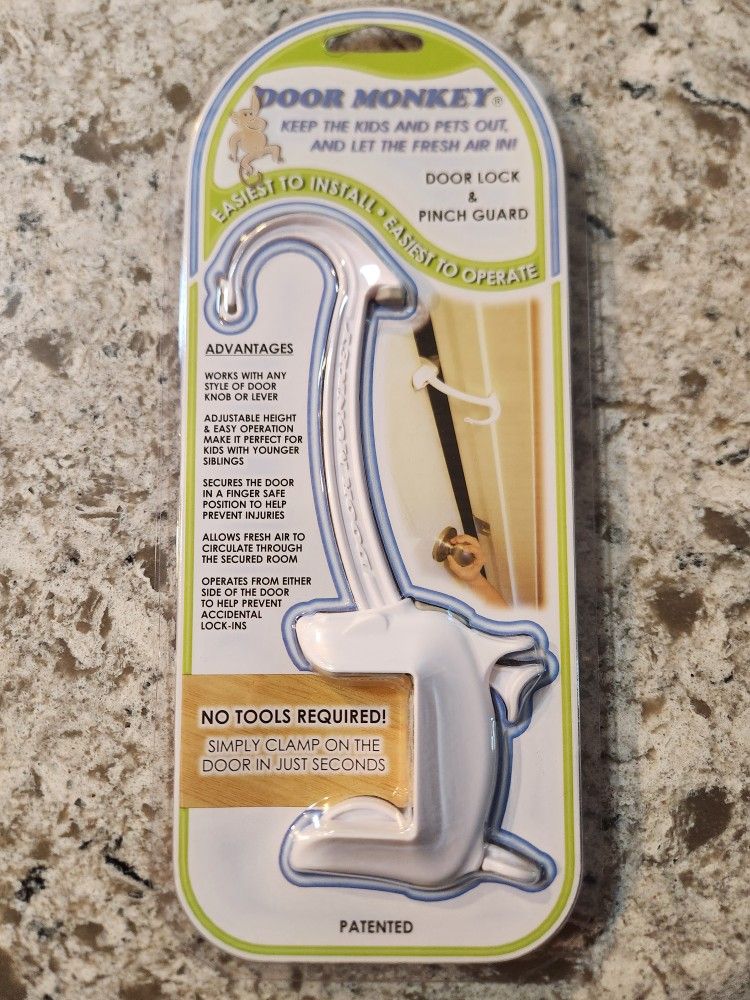 DOOR MONKEY®
KEEP THE KIDS AND PETS OUT,
AND LET THE FRESH AIR IN!
DOOR LOCK
&
PINCH GUARD
EASIEST TO INSTALL • EASIEST TO OPERATE
ADVANTAGES
WORKS WITH ANY
STYLE OF DOOR
KNOB OR LEVER
ADJUSTABLE HEIGHT
& EASY OPERATION
MAKE IT PERFECT FOR
KIDS WITH YOUNGER
SIBLINGS
SECURES THE DOOR
IN A FINGER SAFE
POSITION TO HELP
PREVENT INJURIES
ALLOWS FRESH AIR TO
CIRCULATE THROUGH
THE SECURED ROOM
OPERATES FROM EITHER
SIDE OF THE DOOR
TO HELP PREVENT
ACCIDENTAL
LOCK-INS
NO TOOLS REQUIRED!
SIMPLY CLAMP ON THE
DOOR IN JUST SECONDS
PATENTED